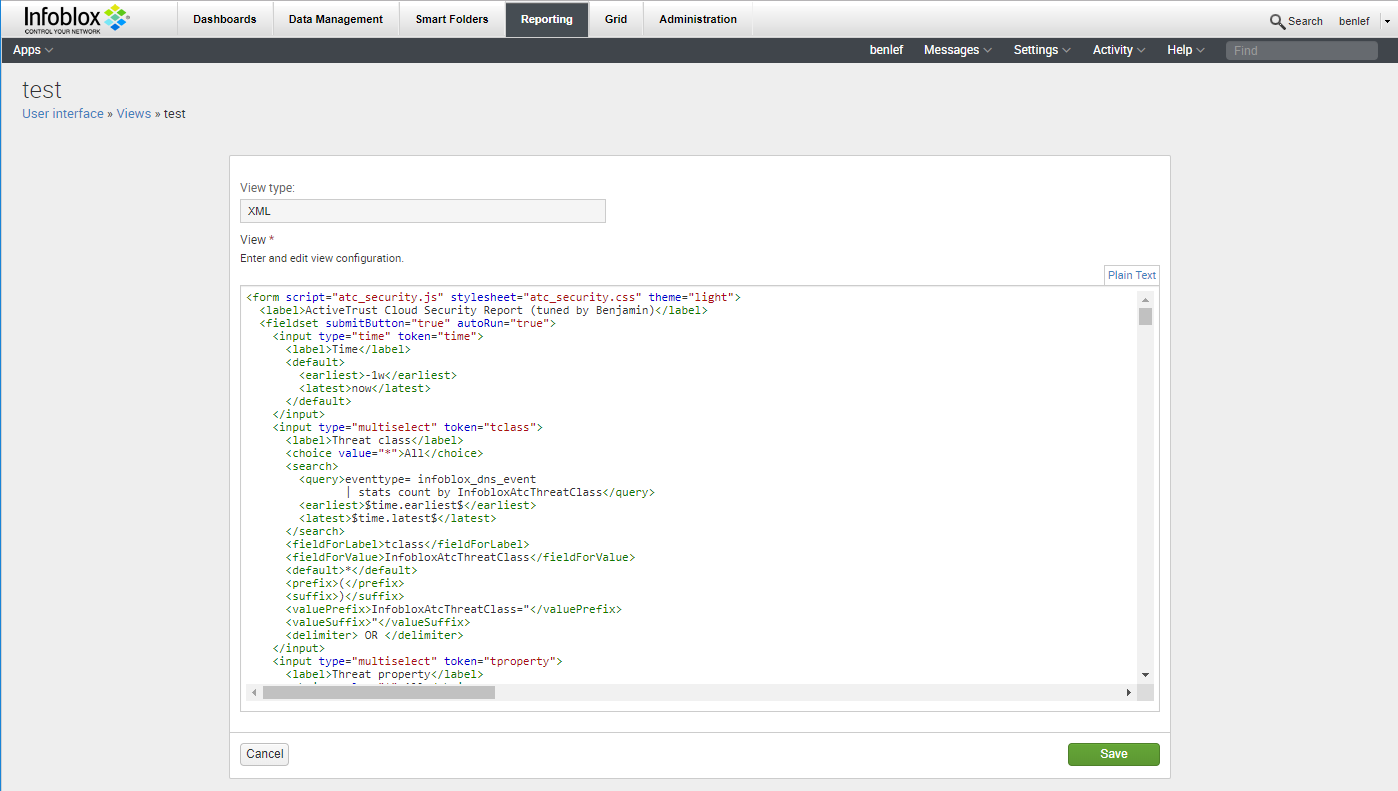 Infoblox
CONTROL YOUR NETWORK
Dashboards Data Management Smart Folders Reporting Grid Administration
Search benlef
Apps benlef Messages Settings Activity Help Find
test
User interface » Views » test
View type:
XML
View *
Enter and edit view configuration.
Plain Text
<form script="atc_security.js" stylesheet="atc_security.css" theme="light">
<label>ActiveTrust Cloud Security Report (tuned by Benjamin)</label>
<fieldset submitButton="true" autoRun="true">
<input type="time" token="time">
<label>Time</label>
<default>
<earliest>-1w</earliest>
<latest>now</latest>
</default>
</input>
<input type="multiselect" token="tclass">
<label>Threat class</label>
<choice value="*">All</choice>
<search>
<query>eventtype= infoblox_dns_event
| stats count by InfobloxAtcThreatClass</query>
<earliest>$time.earliest$</earliest>
<latest>$time.latest$</latest>
</search>
<fieldForLabel>tclass</fieldForLabel>
<fieldForValue>InfobloxAtcThreatClass</fieldForValue>
<default>*</default>
<prefix>(</prefix>
<suffix>)</suffix>
<valuePrefix>InfobloxAtcThreatClass="</valuePrefix>
<valueSuffix>"</valueSuffix>
<delimiter> OR </delimiter>
</input>
<input type="multiselect" token="tproperty">
<label>Threat property</label>
Cancel Save